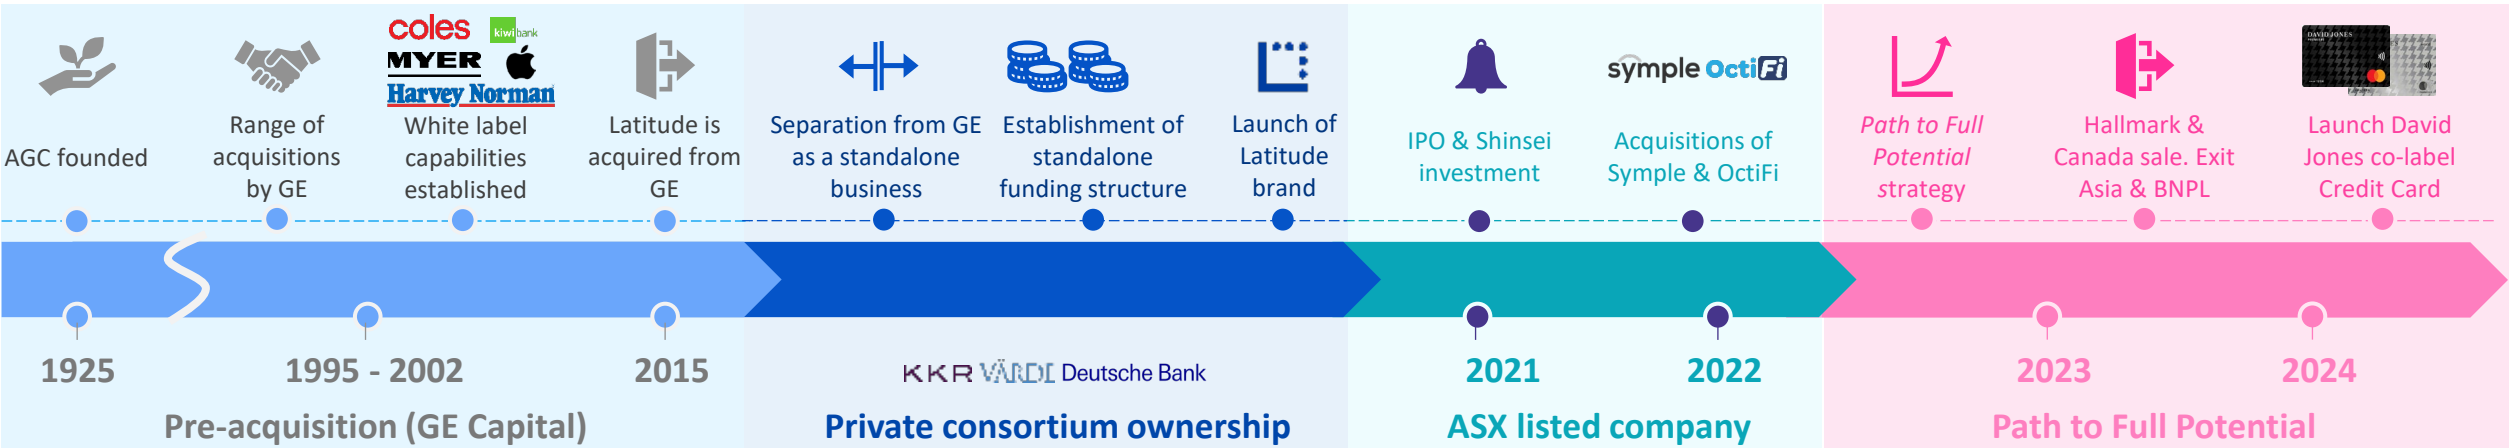 coles
kiwibank
MYER
Harvey Norman
AGC founded
Range of
acquisitions
by GE
White label
capabilities
established
Latitude is
acquired from
GE
Separation from GE
as a standalone
business
Establishment of
standalone
funding structure
Launch of
Latitude
brand
IPO & Shinsei
investment
symple OctiFi
Acquisitions of
Symple & OctiFi
Path to Full
Potential
strategy
Hallmark &
Canada sale. Exit
Asia & BNPL
DAVID JONES
Launch David
Jones co-label
Credit Card
1925
1995 - 2002
2015
KKR VÄRDE Deutsche Bank
2021
2022
2023
2024
Pre-acquisition (GE Capital)
Private consortium ownership
ASX listed company
Path to Full Potential